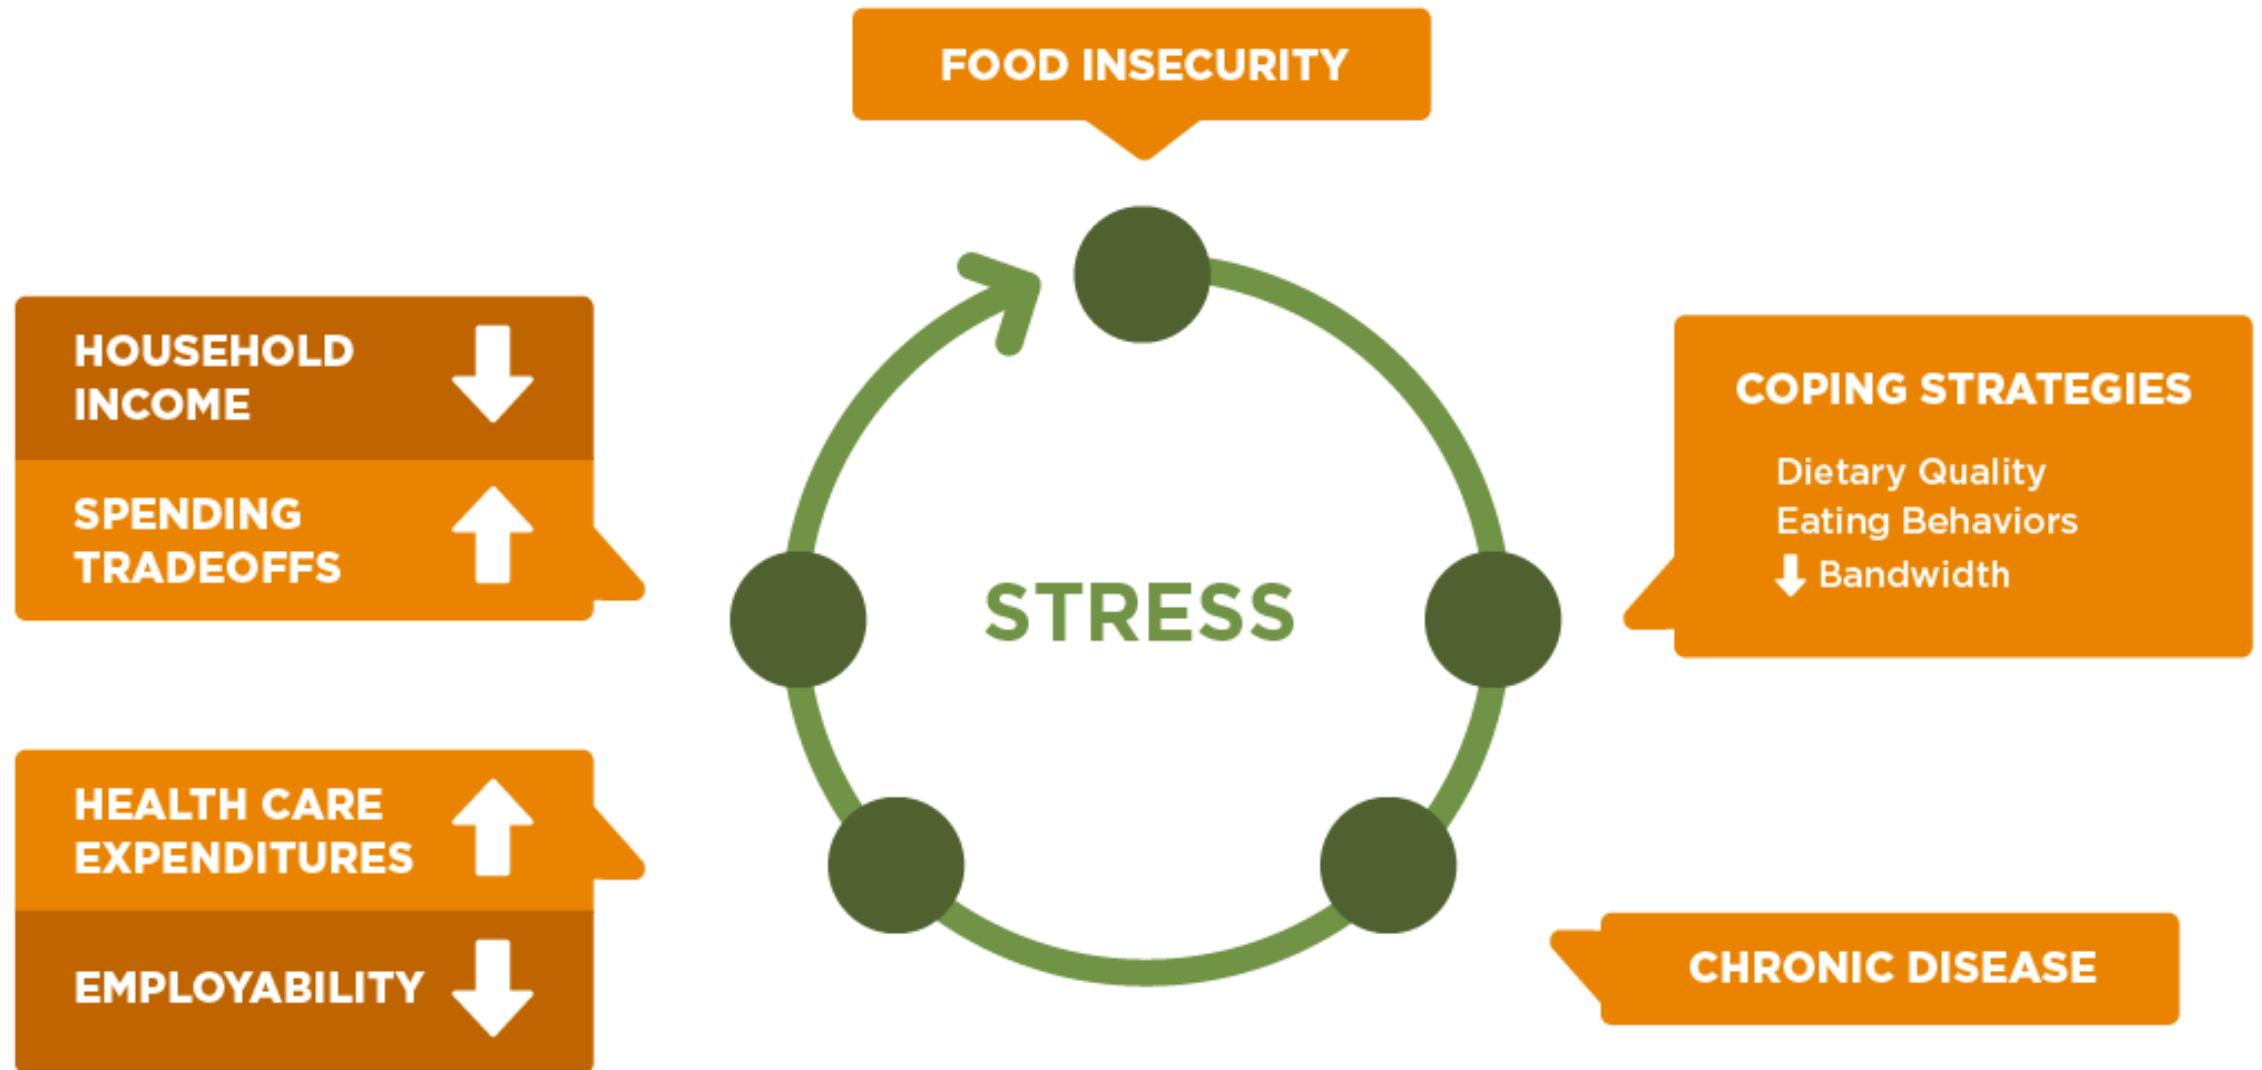 FOOD INSECURITY
COPING STRATEGIES
Dietary Quality
Eating Behaviors
Bandwidth
CHRONIC DISEASE
HEALTH CARE
EXPENDITURES
EMPLOYABILITY
HOUSEHOLD
INCOME
SPENDING
TRADEOFFS
STRESS